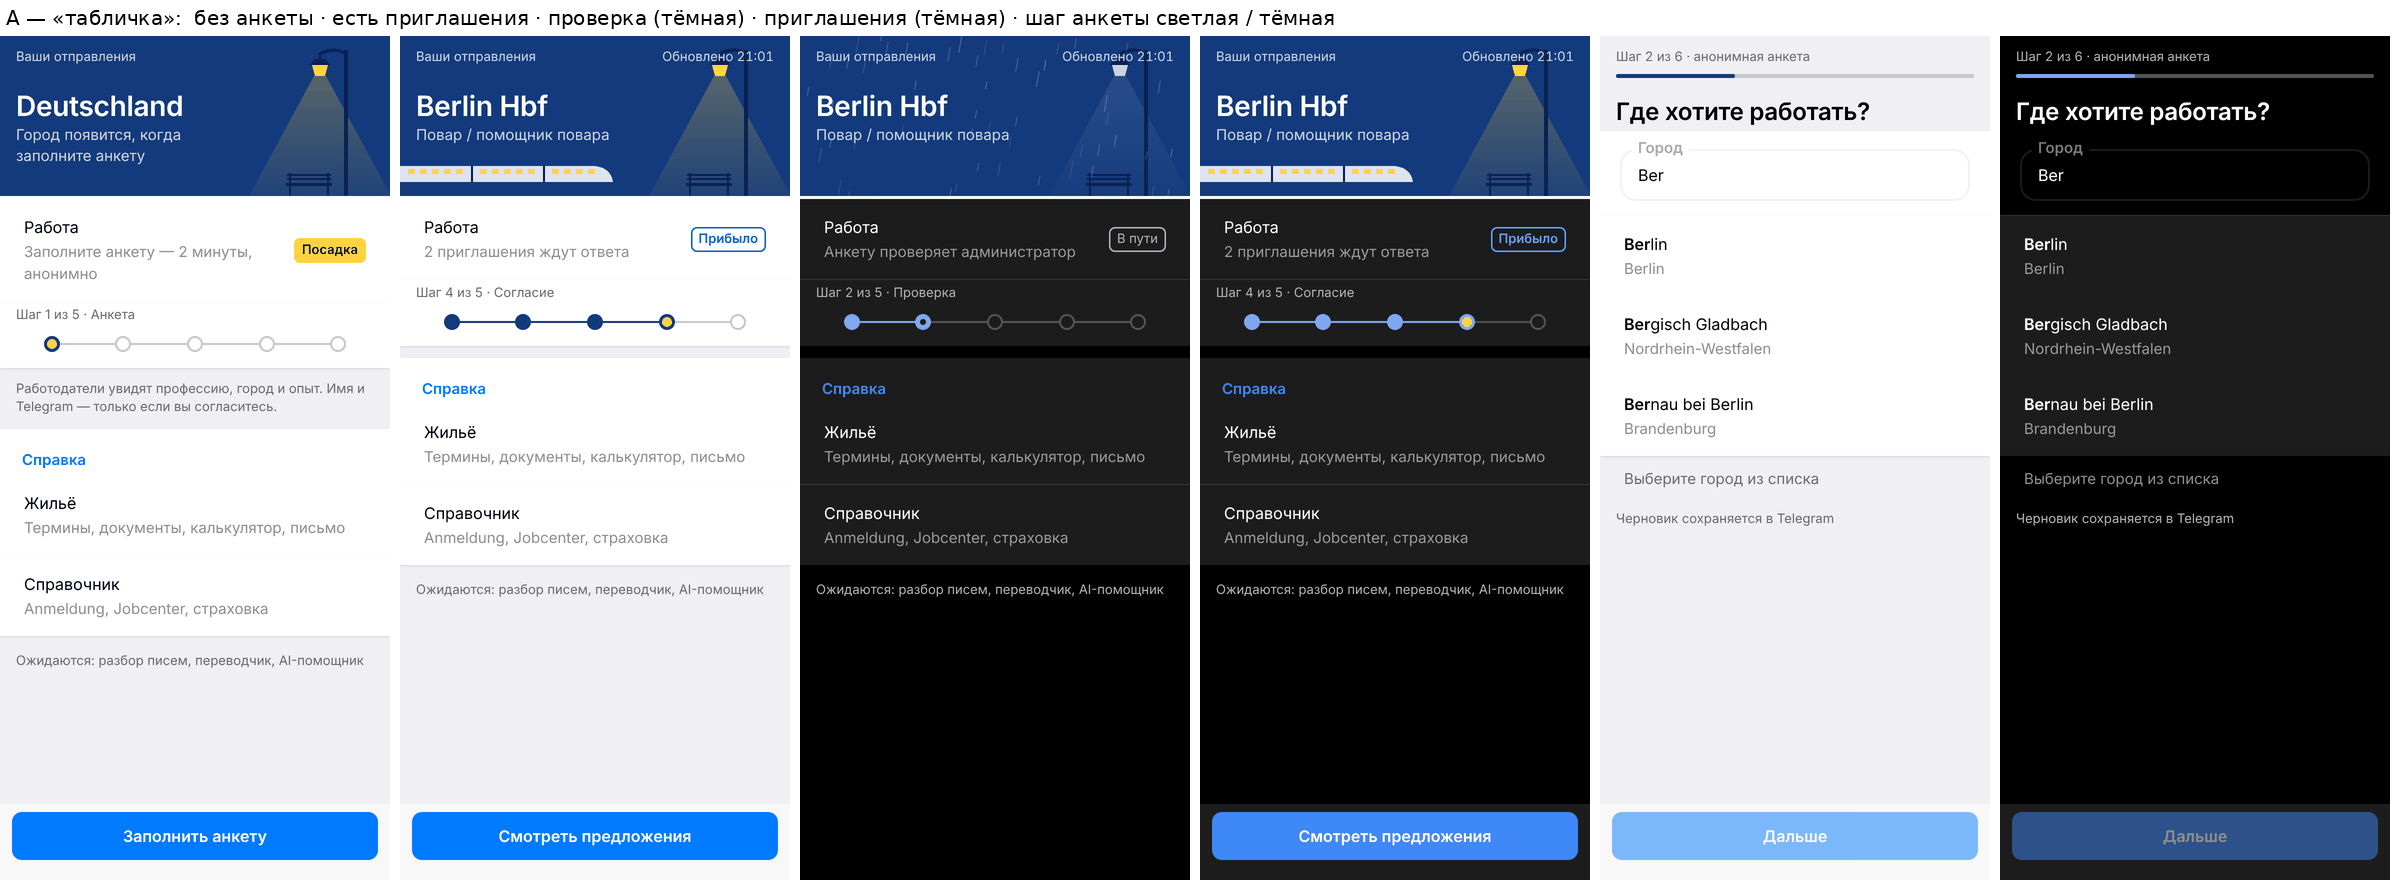 A — «табличка»:  без анкеты · есть приглашения · проверка (тёмная) · приглашения (тёмная) · шаг анкеты светлая / тёмная
Ваши отправления
Deutschland
Город появится, когда
заполните анкету
Работа
Заполните анкету — 2 минуты,
анонимно
Посадка
Шаг 1 из 5 · Анкета
Работодатели увидят профессию, город и опыт. Имя и
Telegram — только если вы согласитесь.
Справка
Жильё
Термины, документы, калькулятор, письмо
Справочник
Anmeldung, Jobcenter, страховка
Ожидаются: разбор писем, переводчик, AI-помощник
Заполнить анкету
Ваши отправления
Обновлено 21:01
Berlin Hbf
Повар / помощник повара
Работа
2 приглашения ждут ответа
Прибыло
Шаг 4 из 5 · Согласие
Справка
Жильё
Термины, документы, калькулятор, письмо
Справочник
Anmeldung, Jobcenter, страховка
Ожидаются: разбор писем, переводчик, AI-помощник
Смотреть предложения
Ваши отправления
Обновлено 21:01
Berlin Hbf
Повар / помощник повара
Работа
Анкету проверяет администратор
В пути
Шаг 2 из 5 · Проверка
Справка
Жильё
Термины, документы, калькулятор, письмо
Справочник
Anmeldung, Jobcenter, страховка
Ожидаются: разбор писем, переводчик, AI-помощник
Ваши отправления
Обновлено 21:01
Berlin Hbf
Повар / помощник повара
Работа
2 приглашения ждут ответа
Прибыло
Шаг 4 из 5 · Согласие
Справка
Жильё
Термины, документы, калькулятор, письмо
Справочник
Anmeldung, Jobcenter, страховка
Ожидаются: разбор писем, переводчик, AI-помощник
Смотреть предложения
Шаг 2 из 6 · анонимная анкета
Где хотите работать?
Город
Ber
Berlin
Berlin
Bergisch Gladbach
Nordrhein-Westfalen
Bernau bei Berlin
Brandenburg
Выберите город из списка
Черновик сохраняется в Telegram
Дальше
Шаг 2 из 6 · анонимная анкета
Где хотите работать?
Город
Ber
Berlin
Berlin
Bergisch Gladbach
Nordrhein-Westfalen
Bernau bei Berlin
Brandenburg
Выберите город из списка
Черновик сохраняется в Telegram
Дальше